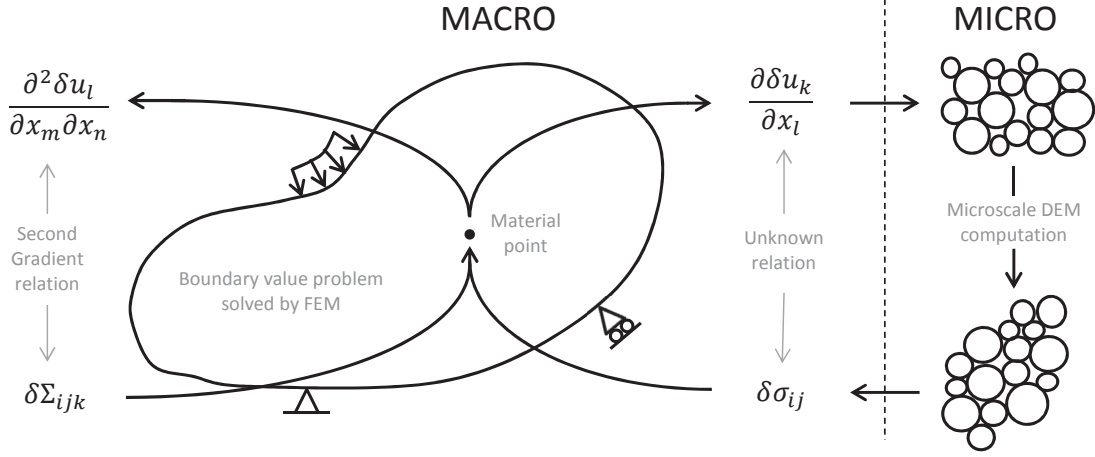 MACRO
MICRO
∂²δu_l
∂x_m∂x_n
∂δu_k
∂x_l
Second
Gradient
relation
Boundary value problem
solved by FEM
Material
point
Unknown
relation
Microscale DEM
computation
δΣ_ijk
δσ_ij